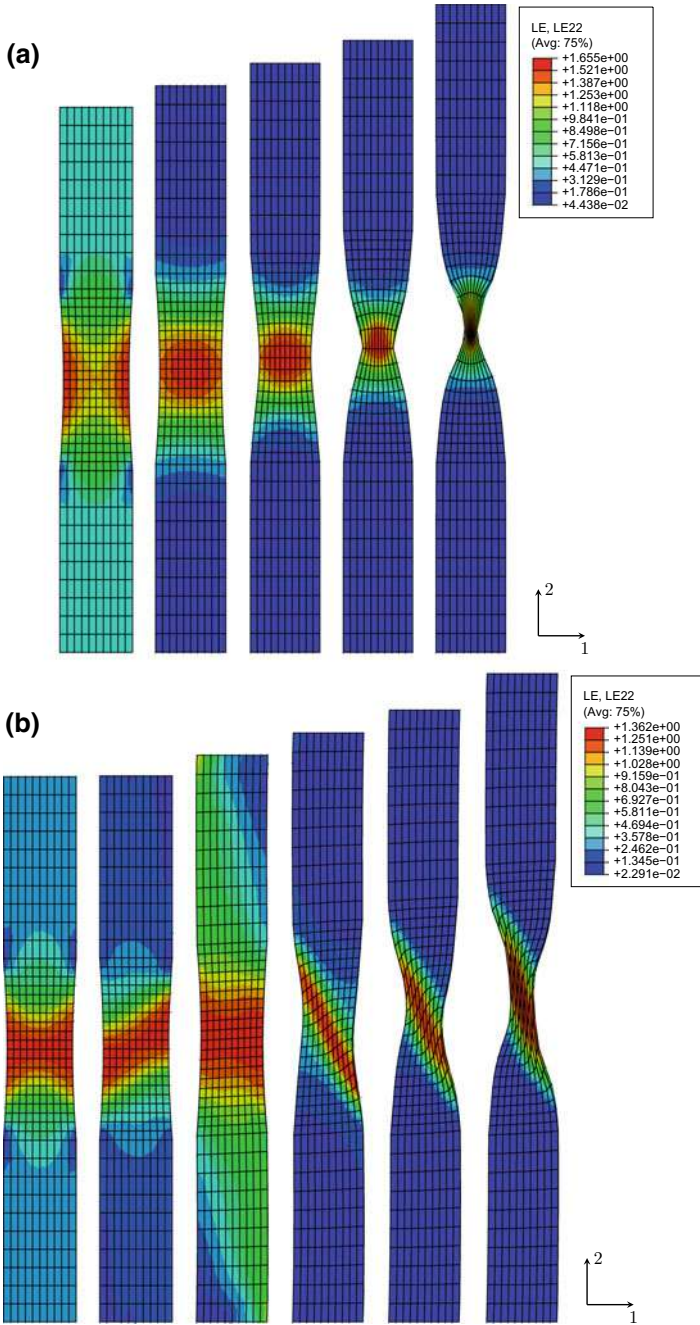 (a)
LE, LE22
(Avg: 75%)
+1.655e+00
+1.521e+00
+1.387e+00
+1.253e+00
+1.118e+00
+9.841e−01
+8.498e−01
+7.156e−01
+5.813e−01
+4.471e−01
+3.129e−01
+1.786e−01
+4.438e−02
2
1
(b)
LE, LE22
(Avg: 75%)
+1.362e+00
+1.251e+00
+1.139e+00
+1.028e+00
+9.159e−01
+8.043e−01
+6.927e−01
+5.811e−01
+4.694e−01
+3.578e−01
+2.462e−01
+1.345e−01
+2.291e−02
2
1